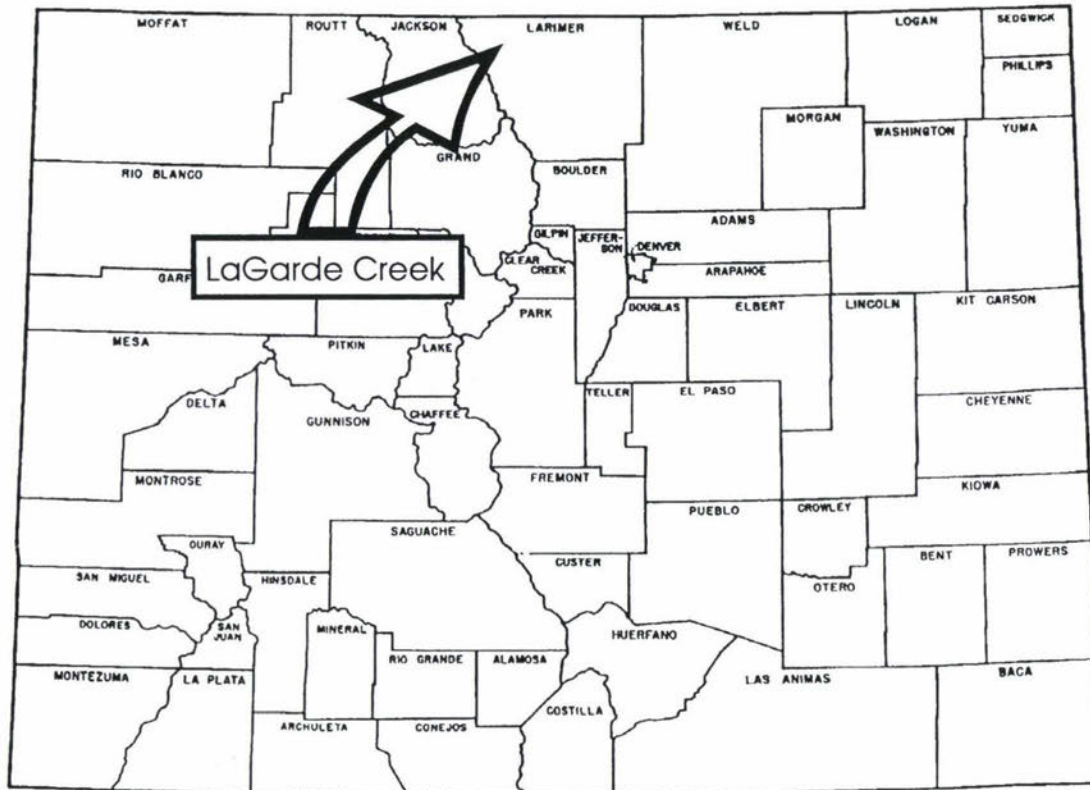 MOFFAT
ROUTT
JACKSON
LARIMER
WELD
LOGAN
SEDGWICK
PHILLIPS
MORGAN
WASHINGTON
YUMA
GRAND
RIO BLANCO
BOULDER
ADAMS
GILPIN
JEFFER-
SON
DENVER
CLEAR
CREEK
ARAPAHOE
LaGarde Creek
GARF
PARK
DOUGLAS
ELBERT
LINCOLN
KIT CARSON
MESA
PITKIN
LAKE
TELLER
EL PASO
CHEYENNE
DELTA
GUNNISON
CHAFFEE
MONTROSE
FREMONT
KIOWA
PUEBLO
CROWLEY
SAGUACHE
OURAY
BENT
PROWERS
SAN MIGUEL
HINSDALE
CUSTER
OTERO
DOLORES
SAN
JUAN
MINERAL
HUERFANO
RIO GRANDE
ALAMOSA
MONTEZUMA
LA PLATA
LAS ANIMAS
BACA
COSTILLA
ARCHULETA
CONEJOS